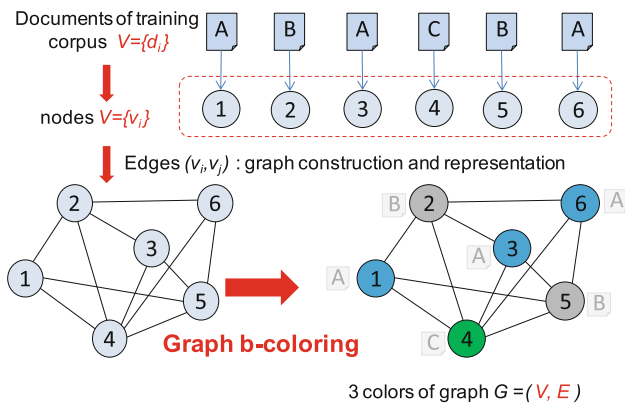 Documents of training
corpus V={dᵢ}
A B A C B A
nodes V={vᵢ}
1 2 3 4 5 6
Edges (vᵢ,vⱼ) : graph construction and representation
2 6
3
1
5
4
Graph b-coloring
B 2 6 A
A 3
A 1
5 B
C 4
3 colors of graph G =( V, E )